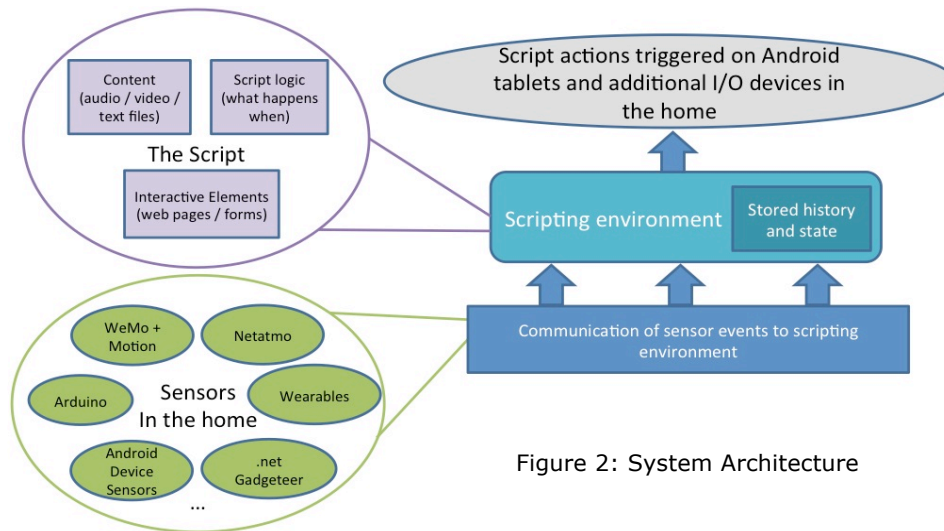 Content
(audio / video /
text files)
Script logic
(what happens
when)
The Script
Interactive Elements
(web pages / forms)
Script actions triggered on Android
tablets and additional I/O devices in
the home
Scripting environment
Stored history
and state
Communication of sensor events to scripting
environment
WeMo +
Motion
Netatmo
Arduino
Sensors
In the home
Wearables
Android
Device
Sensors
.net
Gadgeteer
...
Figure 2: System Architecture